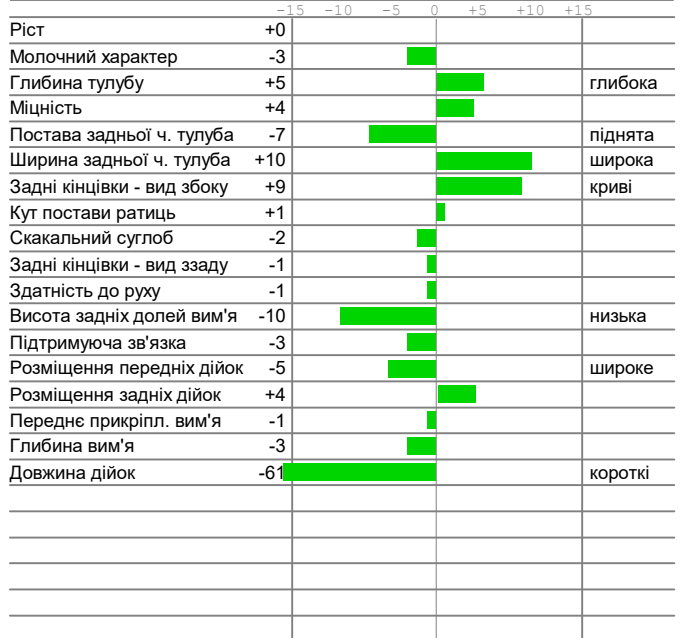 -15 -10 -5 0 +5 +10 +15
Ріст +0
Молочний характер -3
Глибина тулубу +5 глибока
Міцність +4
Постава задньої ч. тулуба -7 піднята
Ширина задньої ч. тулуба +10 широка
Задні кінцівки - вид збоку +9 криві
Кут постави ратиць +1
Скакальний суглоб -2
Задні кінцівки - вид ззаду -1
Здатність до руху -1
Висота задніх долей вим'я -10 низька
Підтримуюча зв'язка -3
Розміщення передніх дійок -5 широке
Розміщення задніх дійок +4
Переднє прикріпл. вим'я -1
Глибина вим'я -3
Довжина дійок -61 короткі